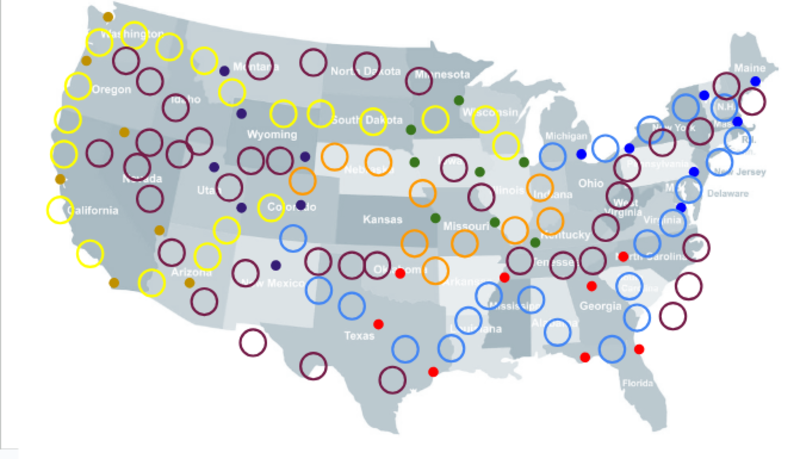 Washington
Montana
North Dakota
Minnesota
Maine
Oregon
Idaho
South Dakota
Wisconsin
N.H.
Wyoming
Michigan
New York
R.I.
Nevada
Utah
Nebraska
Iowa
Illinois
Indiana
Ohio
Pennsylvania
New Jersey
California
Colorado
Kansas
Missouri
Kentucky
West
Virginia
Virginia
Delaware
Arizona
New Mexico
Oklahoma
Arkansas
Tennessee
North Carolina
Texas
Louisiana
Mississippi
Alabama
Georgia
Carolina
Florida